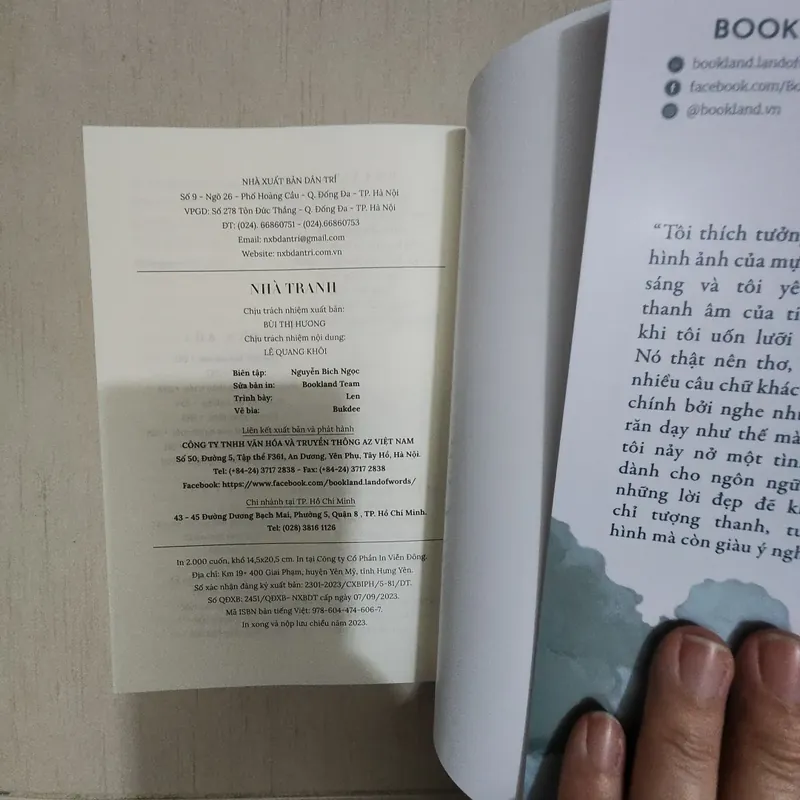 NHÀ XUẤT BẢN DÂN TRÍ
Số 9 - Ngõ 26 - Phố Hoàng Cầu - Q. Đống Đa - TP. Hà Nội
VPGD: Số 278 Tôn Đức Thắng - Q. Đống Đa - TP. Hà Nội
ĐT: (024). 66860751 - (024).66860753
Email: nxbdantri@gmail.com
Website: nxbdantri.com.vn
NHÀ TRANH
Chịu trách nhiệm xuất bản:
BÙI THỊ HƯƠNG
Chịu trách nhiệm nội dung:
LÊ QUANG KHÔI
Biên tập: Nguyễn Bích Ngọc
Sửa bản in: Bookland Team
Trình bày: Len
Vẽ bìa: Bukdee
Liên kết xuất bản và phát hành
CÔNG TY TNHH VĂN HÓA VÀ TRUYỀN THÔNG AZ VIỆT NAM
Số 50, Đường 5, Tập thể F361, An Dương, Yên Phụ, Tây Hồ, Hà Nội.
Tel: (+84-24) 3717 2838 - Fax: (+84-24) 3717 2838
Facebook: https://www.facebook.com/bookland.landofwords/
Chi nhánh tại TP. Hồ Chí Minh
43 - 45 Đường Dương Bạch Mai, Phường 5, Quận 8 , TP. Hồ Chí Minh.
Tel: (028) 3816 1126
In 2.000 cuốn, khổ 14,5x20,5 cm. In tại Công ty Cổ Phần In Viễn Đông.
Địa chỉ: Km 19+ 400 Giai Phạm, huyện Yên Mỹ, tỉnh Hưng Yên.
Số xác nhận đăng ký xuất bản: 2301-2023/CXBIPH/5-81/DT.
Số QĐXB: 2451/QĐXB- NXBDT cấp ngày 07/09/2023.
Mã ISBN bản tiếng Việt: 978-604-474-606-7.
In xong và nộp lưu chiểu năm 2023.
BOOK
bookland.landofw
facebook.com/Bo
@bookland.vn
“Tôi thích tưởng
hình ảnh của mự
sáng và tôi yê
thanh âm của ti
khi tôi uốn lưỡi
Nó thật nên thơ,
nhiều câu chữ khác
chính bởi nghe nh
răn dạy như thế mà
tôi nảy nở một tìn
dành cho ngôn ngữ
những lời đẹp đẽ k
chỉ tượng thanh, tư
hình mà còn giàu ý ngh